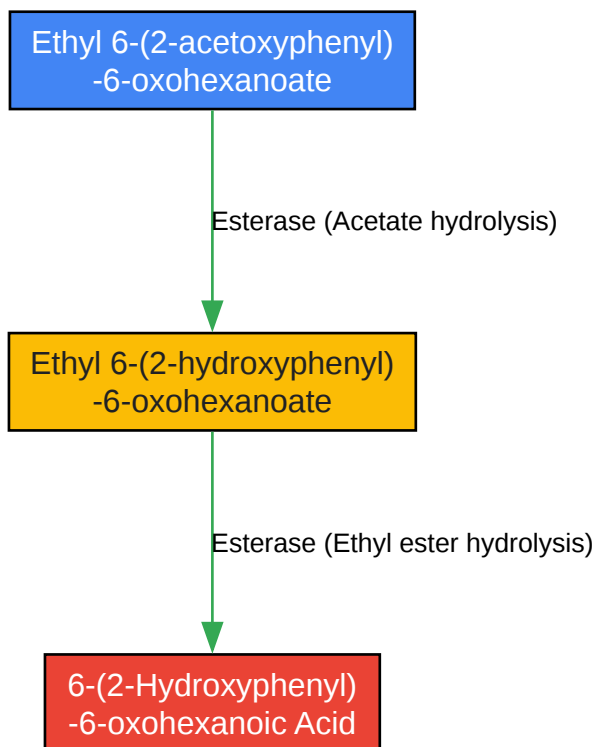 Ethyl 6-(2-acetoxyphenyl)
-6-oxohexanoate
Esterase (Acetate hydrolysis)
Ethyl 6-(2-hydroxyphenyl)
-6-oxohexanoate
Esterase (Ethyl ester hydrolysis)
6-(2-Hydroxyphenyl)
-6-oxohexanoic Acid